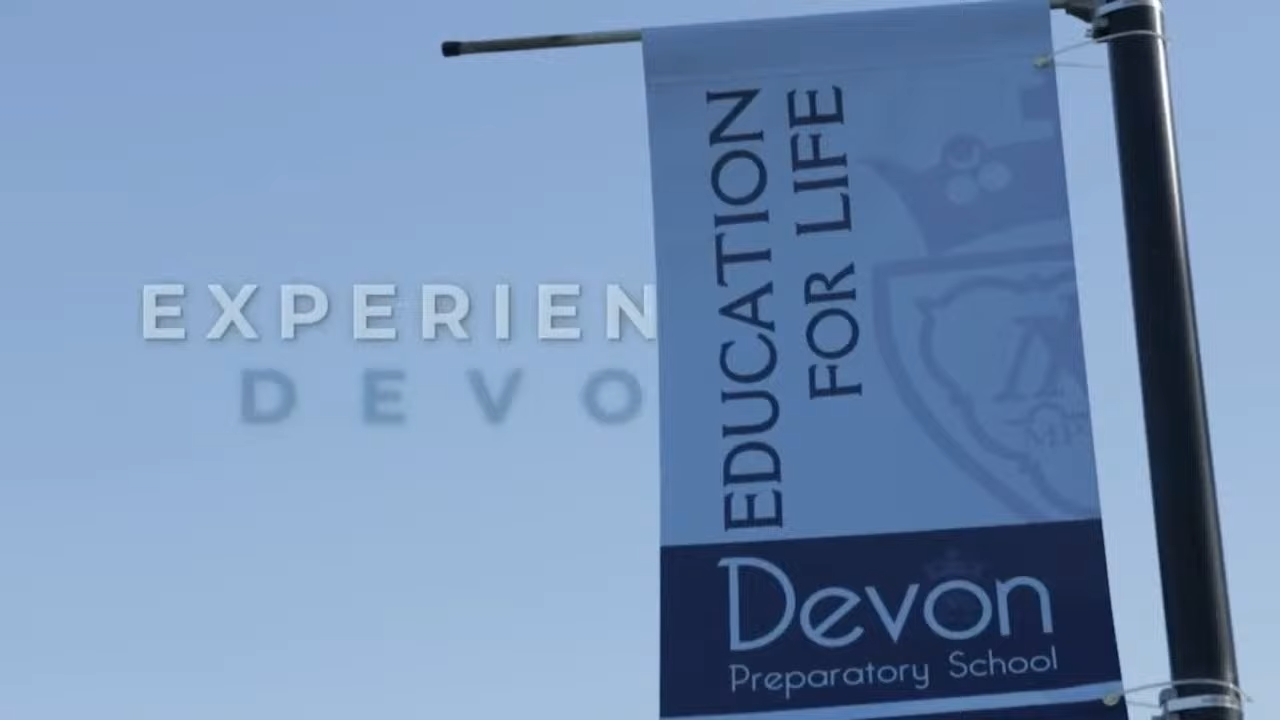 EXPERIEN
DEVO
EDUCATION
FOR LIFE
Devon
Preparatory School